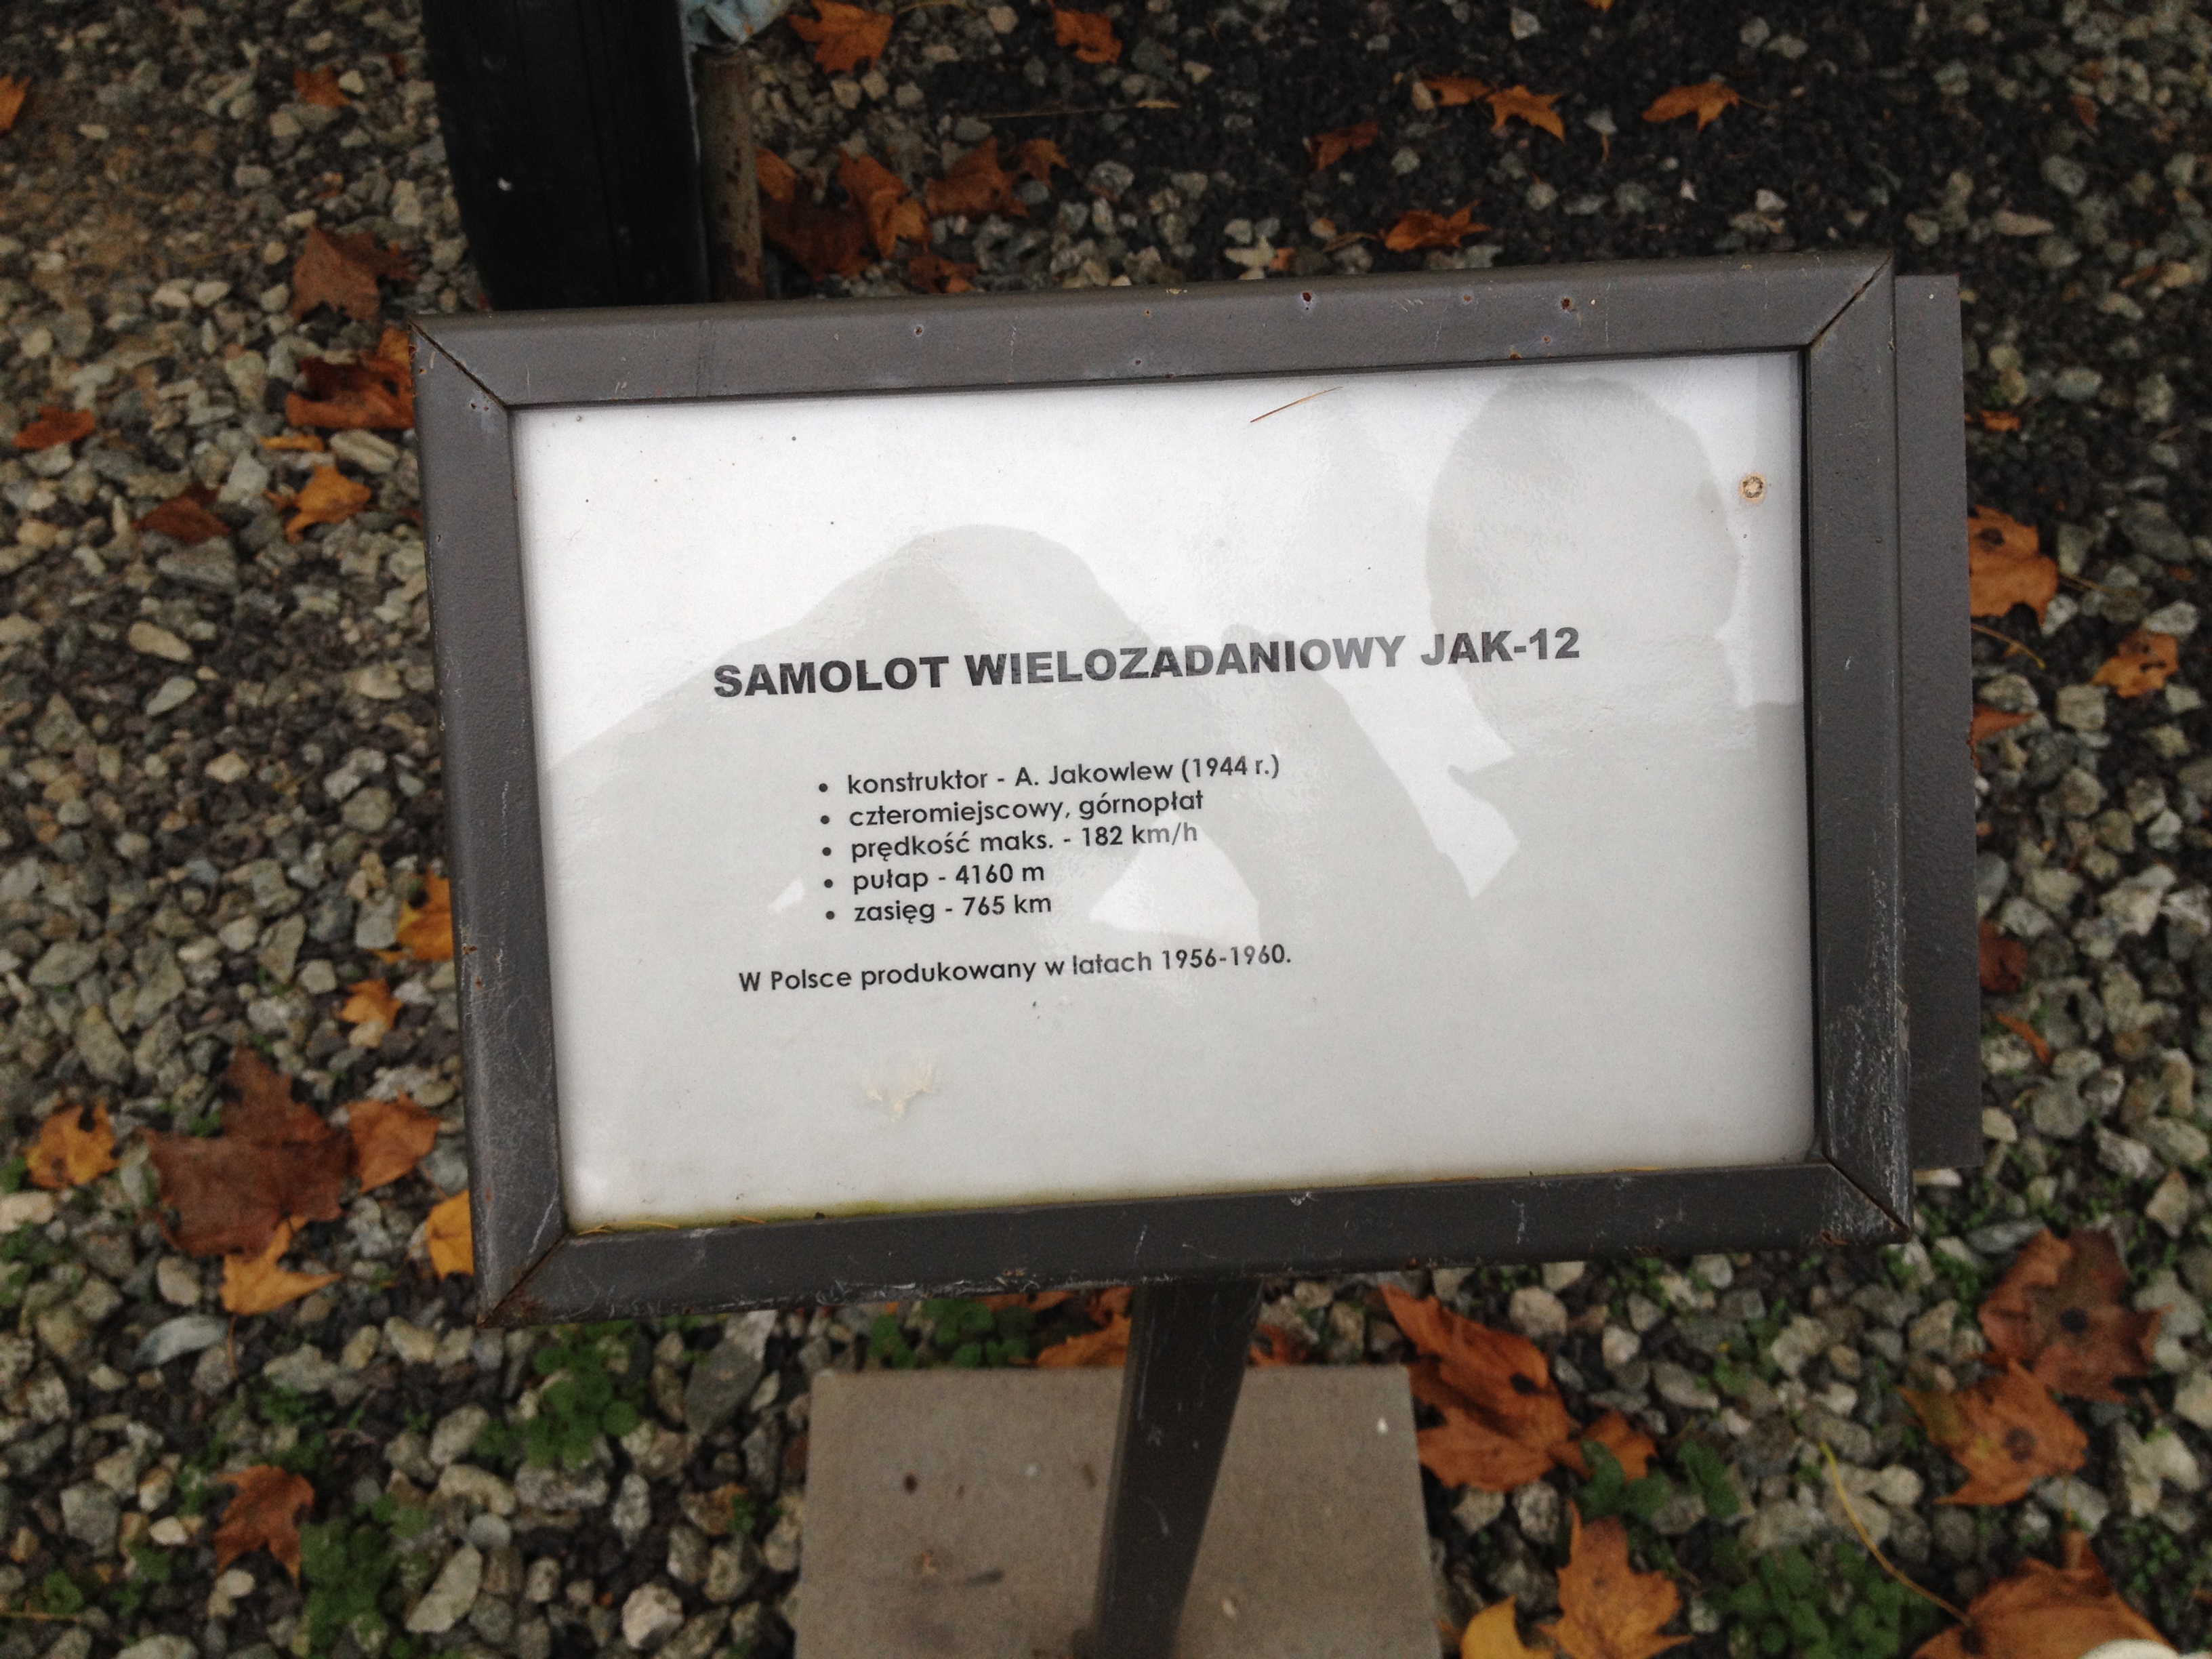 SAMOLOT WIELOZADANIOWY JAK-12
• konstruktor - A. Jakowlew (1944 r.)
• czteromiejscowy, górnopłat
• prędkość maks. - 182 km/h
• pułap - 4160 m
• zasięg - 765 km
W Polsce produkowany w latach 1956-1960.